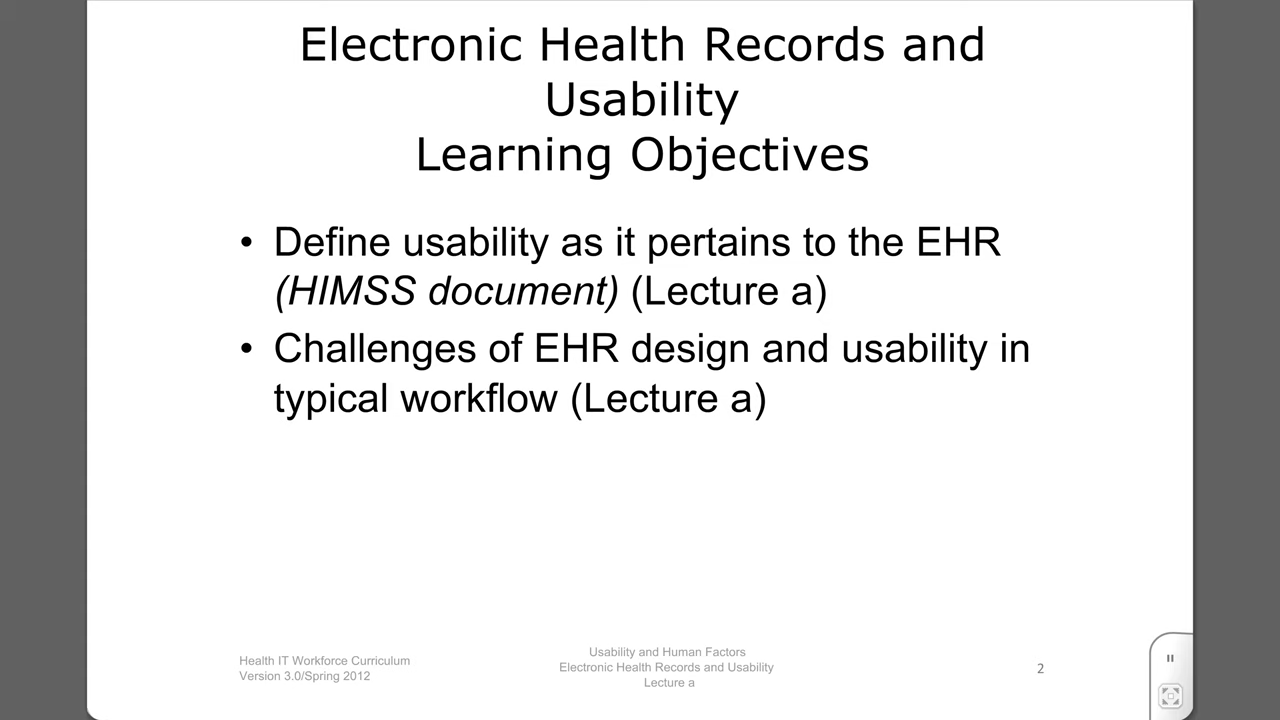 Electronic Health Records and
Usability
Learning Objectives
• Define usability as it pertains to the EHR
(HIMSS document) (Lecture a)
• Challenges of EHR design and usability in
typical workflow (Lecture a)
Health IT Workforce Curriculum
Version 3.0/Spring 2012
Usability and Human Factors
Electronic Health Records and Usability
Lecture a
2